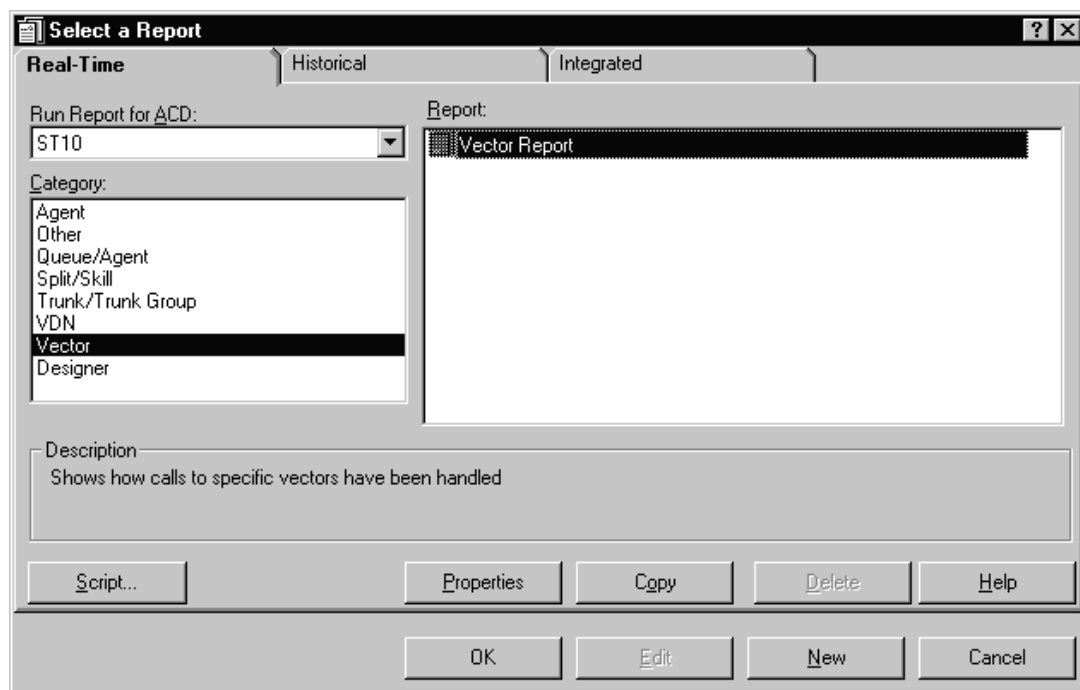 Select a Report
Real-Time
Historical
Integrated
Run Report for ACD:
ST10
Category:
Agent
Other
Queue/Agent
Split/Skill
Trunk/Trunk Group
VDN
Vector
Designer
Report:
Vector Report
Description
Shows how calls to specific vectors have been handled
Script...
Properties
Copy
Delete
Help
OK
Edit
New
Cancel